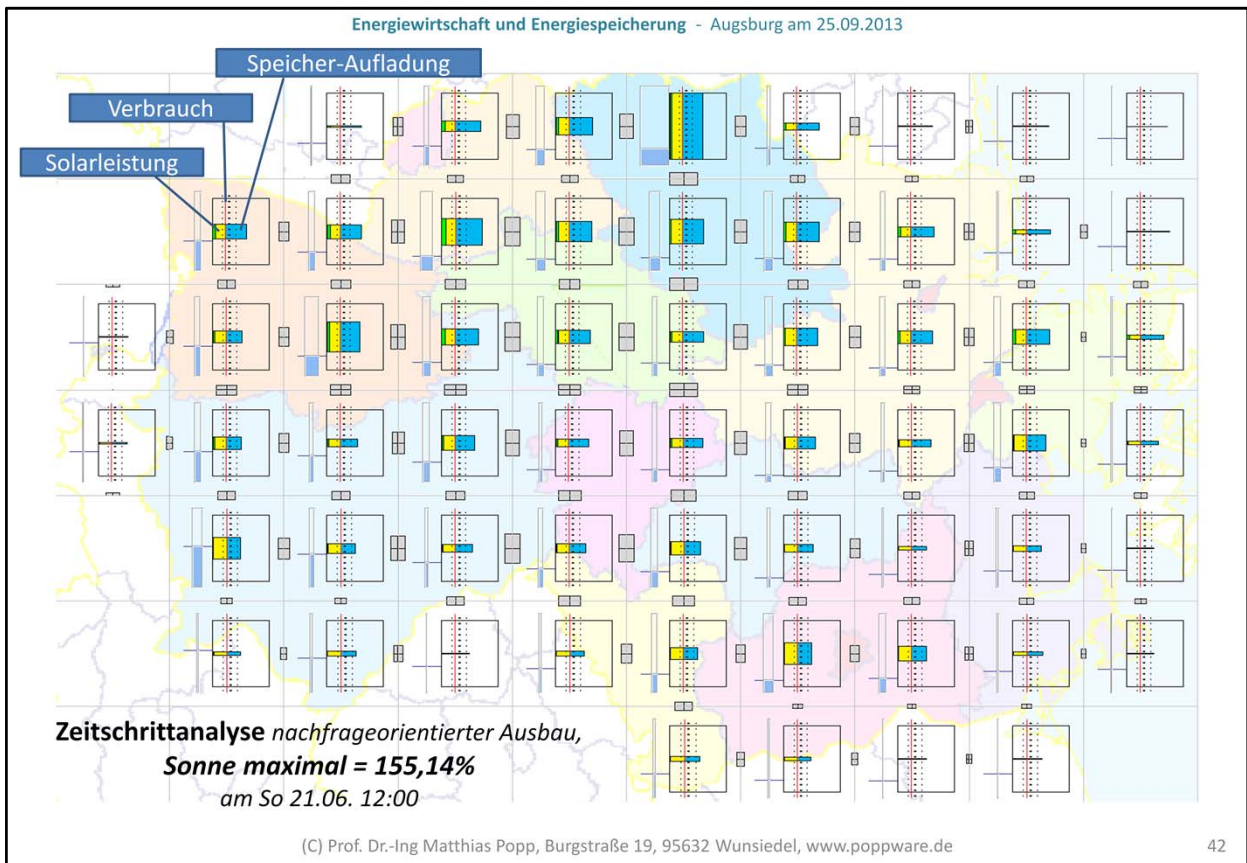 Energiewirtschaft und Energiespeicherung - Augsburg am 25.09.2013
Speicher-Aufladung
Verbrauch
Solarleistung
Zeitschrittanalyse nachfrageorientierter Ausbau,
Sonne maximal = 155,14%
am So 21.06. 12:00
(C) Prof. Dr.-Ing Matthias Popp, Burgstraße 19, 95632 Wunsiedel, www.poppware.de
42